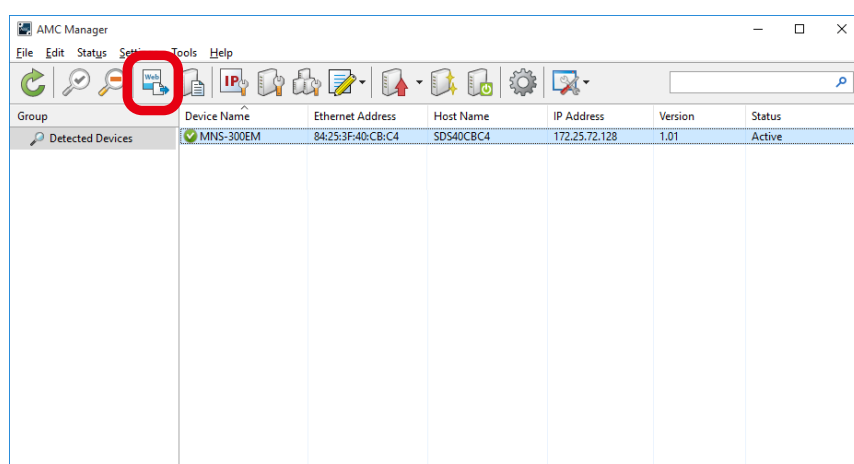 AMC Manager
File Edit Status Tools Help
Web IP
Group Device Name Ethernet Address Host Name IP Address Version Status
Detected Devices MNS-300EM 84:25:3F:40:CB:C4 SDS40CBC4 172.25.72.128 1.01 Active